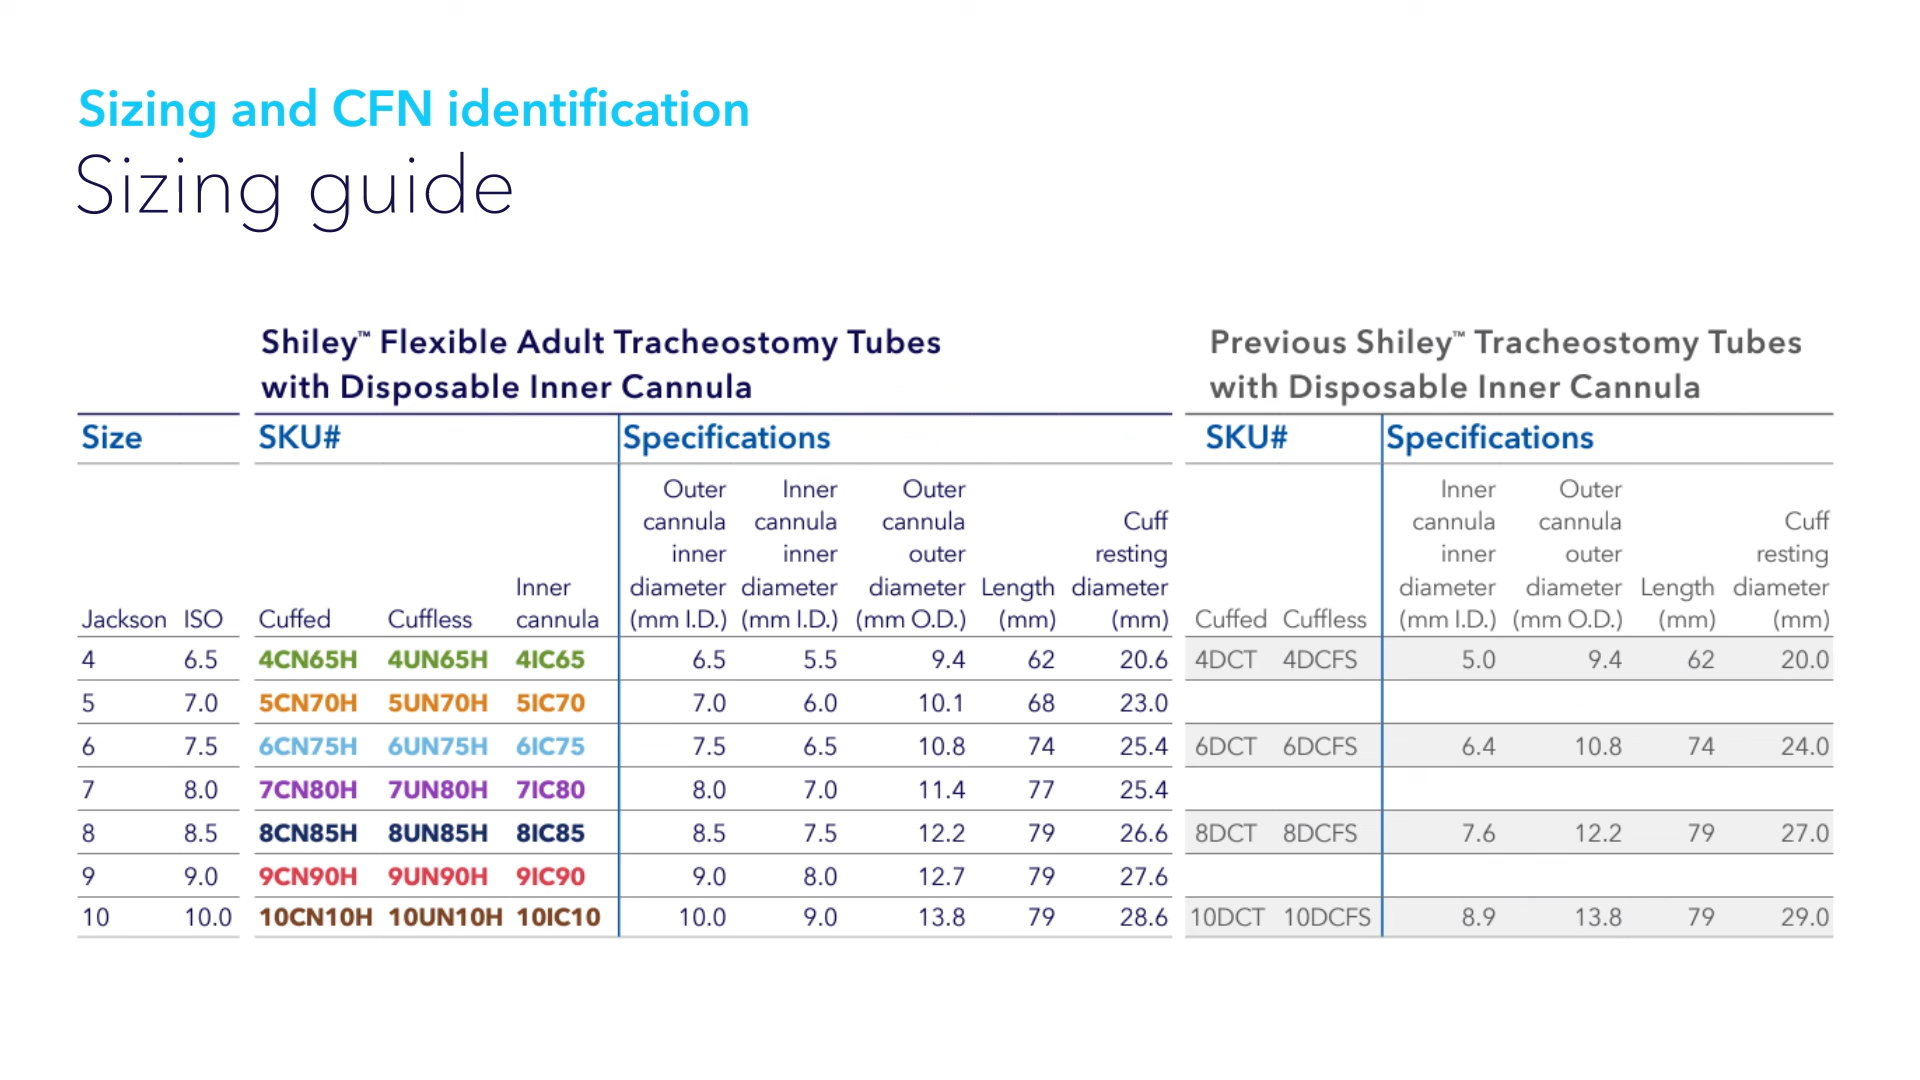 Sizing and CFN identification
Sizing guide
Shiley™ Flexible Adult Tracheostomy Tubes
with Disposable Inner Cannula
Previous Shiley™ Tracheostomy Tubes
with Disposable Inner Cannula
Size SKU# Specifications SKU# Specifications
Outer Inner Outer Inner Outer
cannula cannula cannula Cuff cannula cannula Cuff
inner inner outer resting inner outer resting
Inner diameter diameter diameter Length diameter diameter diameter Length diameter
Jackson ISO Cuffed Cuffless cannula (mm I.D.) (mm I.D.) (mm O.D.) (mm) (mm) Cuffed Cuffless (mm I.D.) (mm O.D.) (mm) (mm)
4 6.5 4CN65H 4UN65H 4IC65 6.5 5.5 9.4 62 20.6 4DCT 4DCFS 5.0 9.4 62 20.0
5 7.0 5CN70H 5UN70H 5IC70 7.0 6.0 10.1 68 23.0
6 7.5 6CN75H 6UN75H 6IC75 7.5 6.5 10.8 74 25.4 6DCT 6DCFS 6.4 10.8 74 24.0
7 8.0 7CN80H 7UN80H 7IC80 8.0 7.0 11.4 77 25.4
8 8.5 8CN85H 8UN85H 8IC85 8.5 7.5 12.2 79 26.6 8DCT 8DCFS 7.6 12.2 79 27.0
9 9.0 9CN90H 9UN90H 9IC90 9.0 8.0 12.7 79 27.6
10 10.0 10CN10H 10UN10H 10IC10 10.0 9.0 13.8 79 28.6 10DCT 10DCFS 8.9 13.8 79 29.0